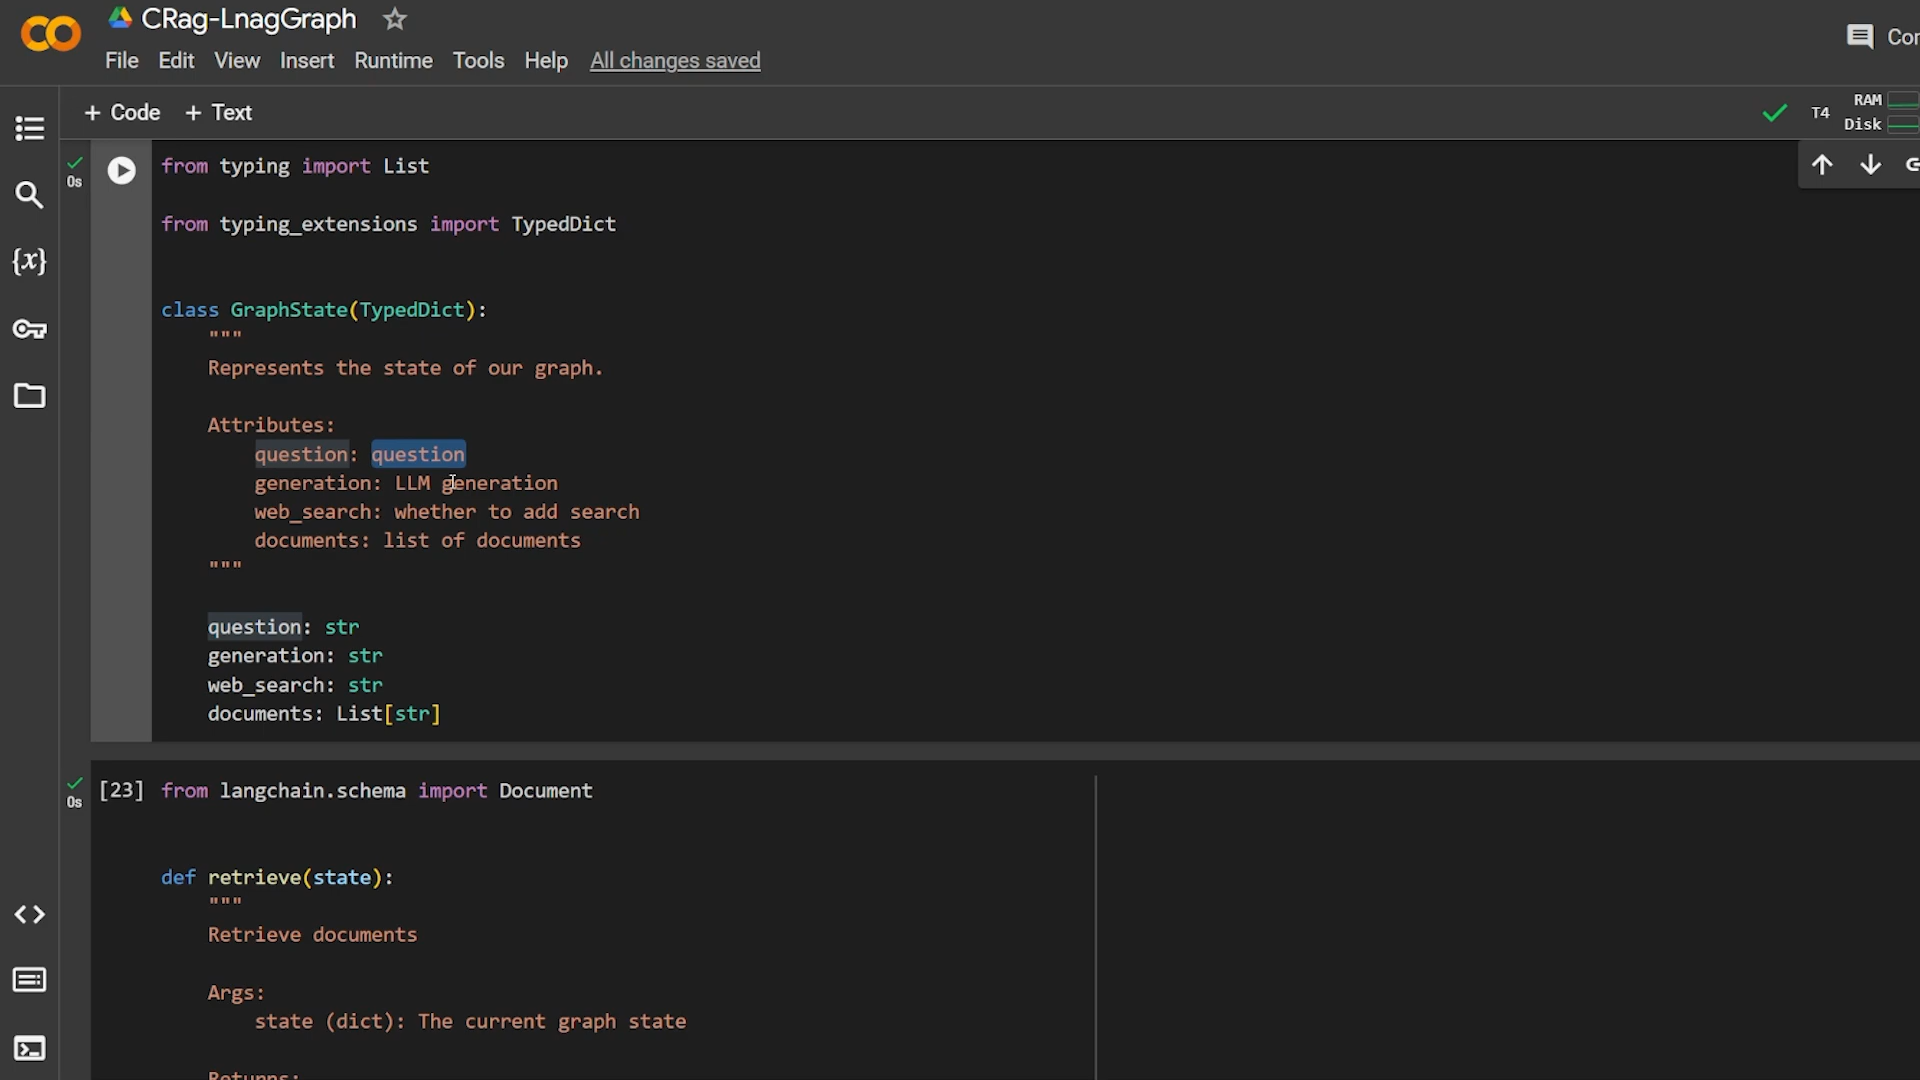 CRag-LnagGraph
File Edit View Insert Runtime Tools Help All changes saved
+ Code + Text
T4 RAM
Disk
0s
from typing import List
from typing_extensions import TypedDict
class GraphState(TypedDict):
"""
Represents the state of our graph.
Attributes:
question: question
generation: LLM generation
web_search: whether to add search
documents: list of documents
"""
question: str
generation: str
web_search: str
documents: List[str]
0s
[23] from langchain.schema import Document
def retrieve(state):
"""
Retrieve documents
Args:
state (dict): The current graph state
Returns: